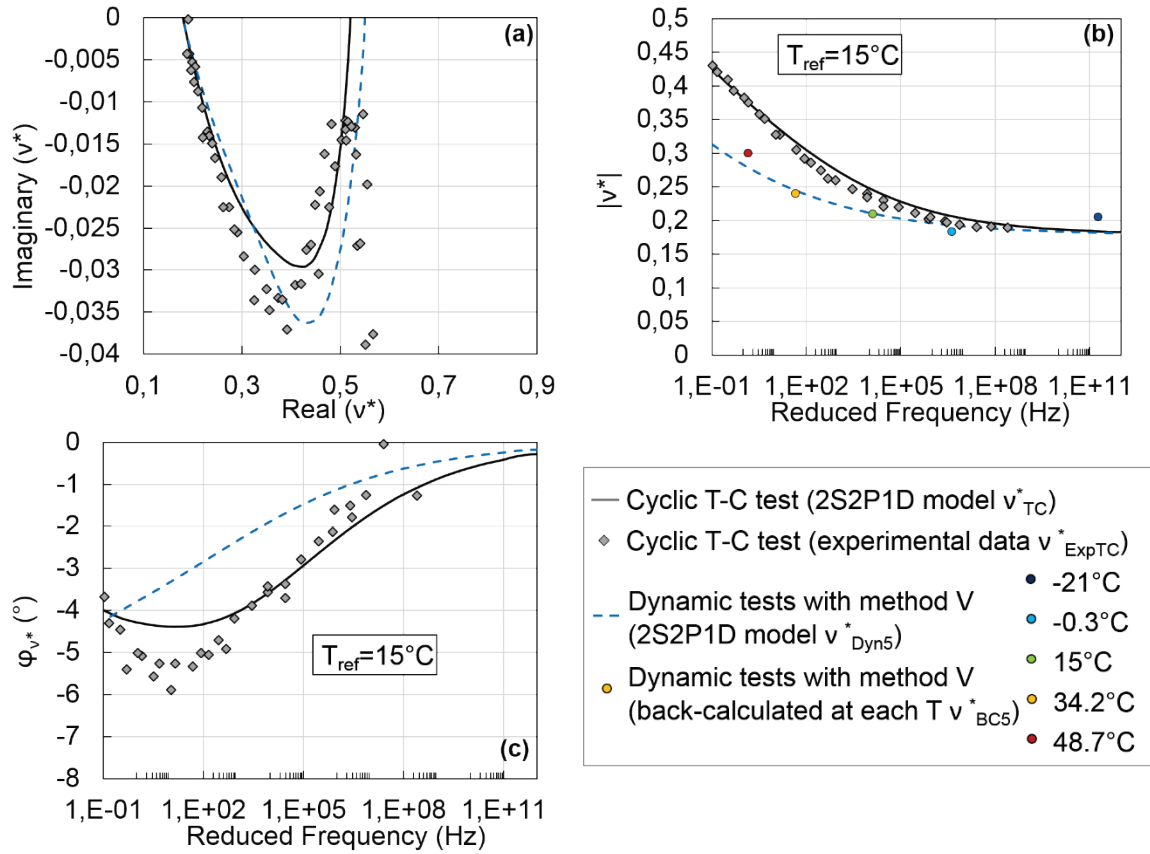 (a)
0
-0,005
-0,01
-0,015
-0,02
-0,025
-0,03
-0,035
-0,04
Imaginary (ν*)
0,1 0,3 0,5 0,7 0,9
Real (ν*)
(b)
T_ref=15°C
0,5
0,45
0,4
0,35
0,3
0,25
0,2
0,15
0,1
0,05
0
|ν*|
1,E-01 1,E+02 1,E+05 1,E+08 1,E+11
Reduced Frequency (Hz)
0
-1
-2
-3
-4
-5
-6
-7
-8
φν* (°)
T_ref=15°C
(c)
1,E-01 1,E+02 1,E+05 1,E+08 1,E+11
Reduced Frequency (Hz)
Cyclic T-C test (2S2P1D model ν*TC)
Cyclic T-C test (experimental data ν*ExpTC)
Dynamic tests with method V
(2S2P1D model ν*Dyn5)
Dynamic tests with method V
(back-calculated at each T ν*BC5)
-21°C
-0.3°C
15°C
34.2°C
48.7°C